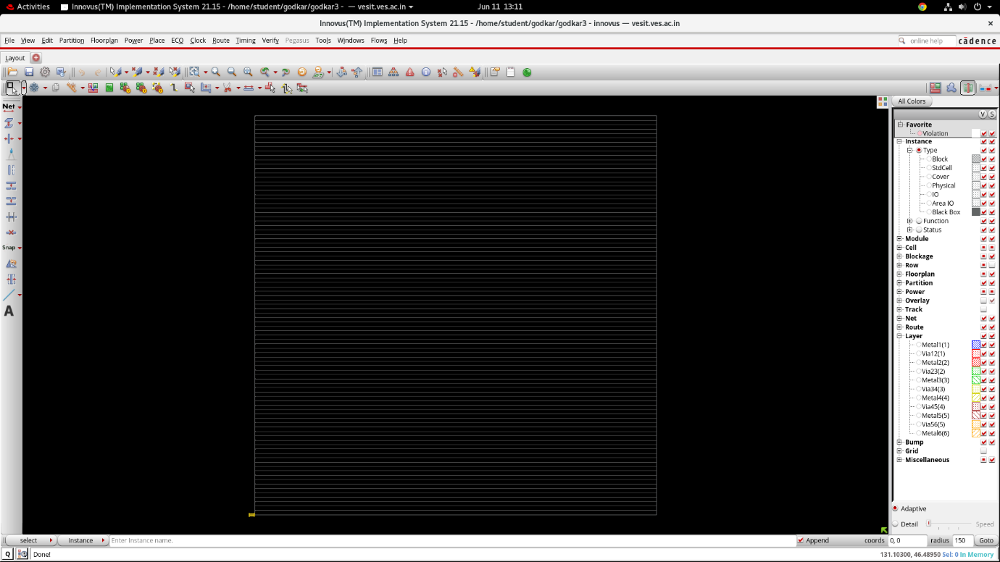 Activities Innovus(TM) Implementation System 21.15 - /home/student/godkar/godkar3 - — vesit.ves.ac.in Jun 11 13:11
Innovus(TM) Implementation System 21.15 - /home/student/godkar/godkar3 - innovus — vesit.ves.ac.in
File View Edit Partition Floorplan Power Place ECO Clock Route Timing Verify Pegasus Tools Windows Flows Help online help cādence
Layout
Net All Colors
V S
Favorite
Violation
Instance
Type
Block
StdCell
Cover
Physical
IO
Area IO
Black Box
Function
Status
Module
Cell
Blockage
Row
Floorplan
Partition
Power
Overlay
Track
Net
Route
Layer
Metal1(1)
Via12(1)
Metal2(2)
Via23(2)
Metal3(3)
Via34(3)
Metal4(4)
Via45(4)
Metal5(5)
Via56(5)
Metal6(6)
Bump
Grid
Miscellaneous
Snap
A
Adaptive
Detail Speed
select Instance Enter Instance name. Append coords 0, 0 radius 150 Goto
Q Done! 131.10300, 46.48950 Sel: 0 In Memory